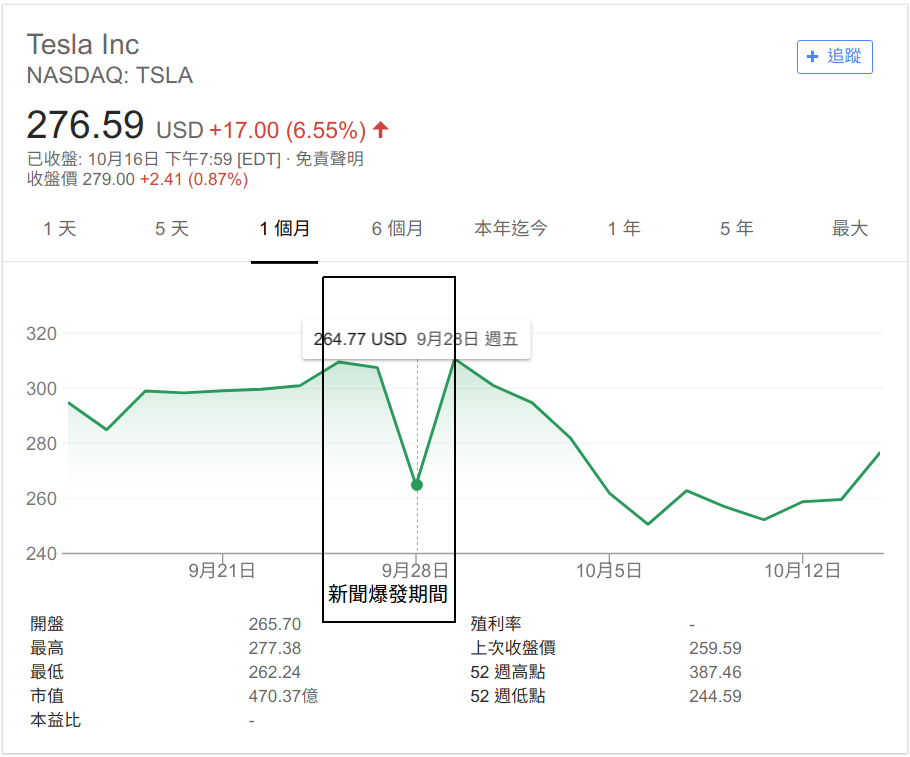 Tesla Inc
NASDAQ: TSLA
+ 追蹤
276.59 USD +17.00 (6.55%)
已收盤: 10月16日 下午7:59 [EDT] · 免責聲明
收盤價 279.00 +2.41 (0.87%)
1 天 5 天 1 個月 6 個月 本年迄今 1 年 5 年 最大
320
264.77 USD 9月28日 週五
300
280
260
240
9月21日 9月28日 10月5日 10月12日
新聞爆發期間
開盤 265.70 殖利率 -
最高 277.38 上次收盤價 259.59
最低 262.24 52 週高點 387.46
市值 470.37億 52 週低點 244.59
本益比 -